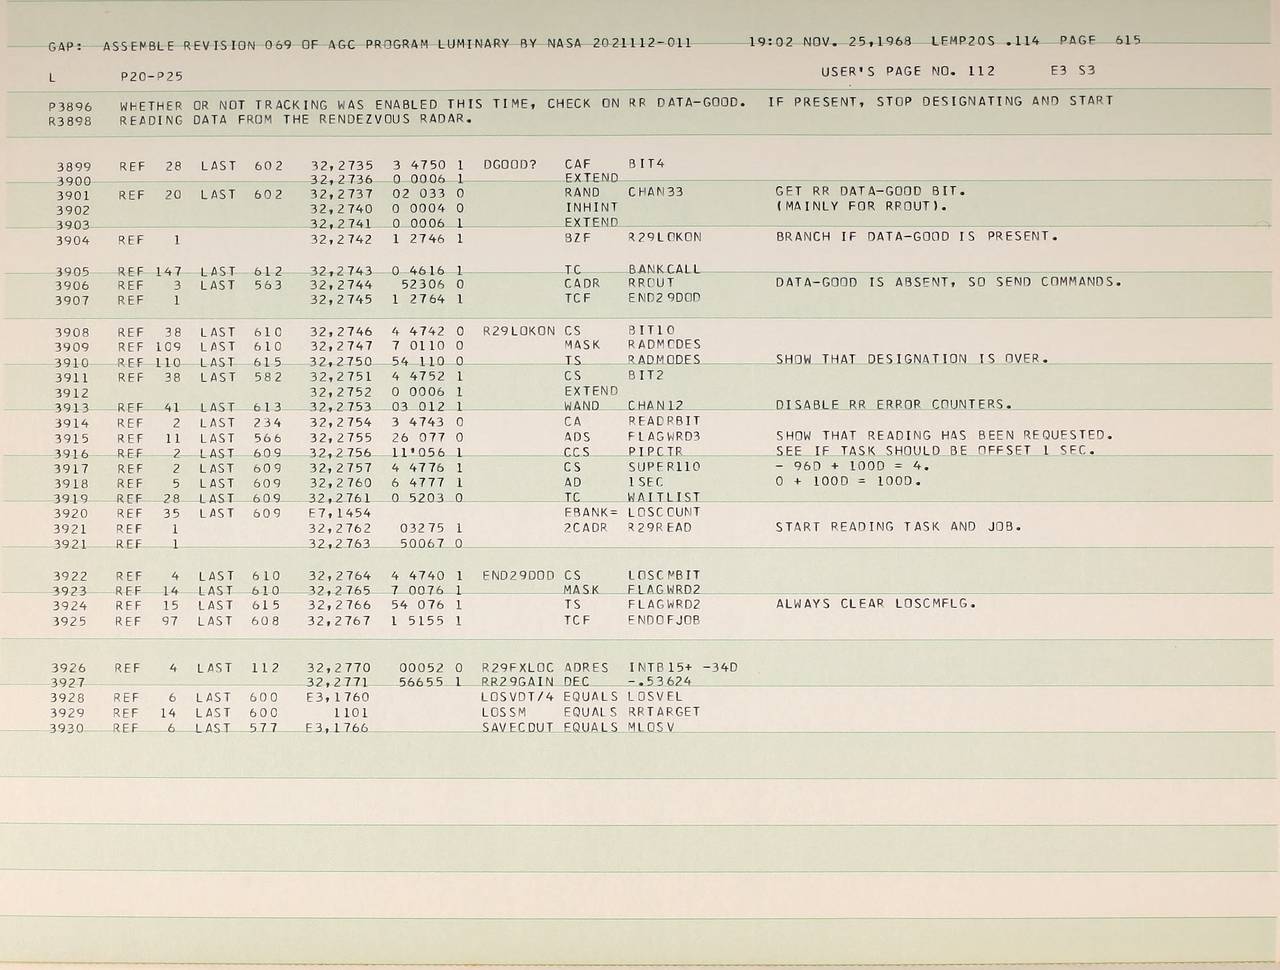 GAP: ASSEMBLE REVISION 069 OF AGC PROGRAM LUMINARY BY NASA 2021112-011 19:02 NOV. 25,1968 LEMP20S .114 PAGE 615
L P20-P25 USER'S PAGE NO. 112 E3 S3
P3896 WHETHER OR NOT TRACKING WAS ENABLED THIS TIME, CHECK ON RR DATA-GOOD. IF PRESENT, STOP DESIGNATING AND START
R3898 READING DATA FROM THE RENDEZVOUS RADAR.
3899 REF 28 LAST 602 32,2735 3 4750 1 DGOOD? CAF BIT4
3900 32,2736 0 0006 1 EXTEND
3901 REF 20 LAST 602 32,2737 02 033 0 RAND CHAN33 GET RR DATA-GOOD BIT.
3902 32,2740 0 0004 0 INHINT (MAINLY FOR RROUT).
3903 32,2741 0 0006 1 EXTEND
3904 REF 1 32,2742 1 2746 1 BZF R29LOKON BRANCH IF DATA-GOOD IS PRESENT.
3905 REF 147 LAST 612 32,2743 0 4616 1 TC BANKCALL
3906 REF 3 LAST 563 32,2744 52306 0 CADR RROUT DATA-GOOD IS ABSENT, SO SEND COMMANDS.
3907 REF 1 32,2745 1 2764 1 TCF END29DOD
3908 REF 38 LAST 610 32,2746 4 4742 0 R29LOKON CS BIT10
3909 REF 109 LAST 610 32,2747 7 0110 0 MASK RADMODES
3910 REF 110 LAST 615 32,2750 54 110 0 TS RADMODES SHOW THAT DESIGNATION IS OVER.
3911 REF 38 LAST 582 32,2751 4 4752 1 CS BIT2
3912 32,2752 0 0006 1 EXTEND
3913 REF 41 LAST 613 32,2753 03 012 1 WAND CHAN12 DISABLE RR ERROR COUNTERS.
3914 REF 2 LAST 234 32,2754 3 4743 0 CA READRBIT
3915 REF 11 LAST 566 32,2755 26 077 0 ADS FLAGWRD3 SHOW THAT READING HAS BEEN REQUESTED.
3916 REF 2 LAST 609 32,2756 11'056 1 CCS PIPCTR SEE IF TASK SHOULD BE OFFSET 1 SEC.
3917 REF 2 LAST 609 32,2757 4 4776 1 CS SUPER110 - 96D + 100D = 4.
3918 REF 5 LAST 609 32,2760 6 4777 1 AD 1SEC 0 + 100D = 100D.
3919 REF 28 LAST 609 32,2761 0 5203 0 TC WAITLIST
3920 REF 35 LAST 609 E7,1454 EBANK= LOSCOUNT
3921 REF 1 32,2762 03275 1 2CADR R29READ START READING TASK AND JOB.
3921 REF 1 32,2763 50067 0
3922 REF 4 LAST 610 32,2764 4 4740 1 END29DOD CS LOSCMBIT
3923 REF 14 LAST 610 32,2765 7 0076 1 MASK FLAGWRD2
3924 REF 15 LAST 615 32,2766 54 076 1 TS FLAGWRD2 ALWAYS CLEAR LOSCMFLG.
3925 REF 97 LAST 608 32,2767 1 5155 1 TCF ENDOFJOB
3926 REF 4 LAST 112 32,2770 00052 0 R29FXLOC ADRES INTB15+ -34D
3927 32,2771 56655 1 RR29GAIN DEC -.53624
3928 REF 6 LAST 600 E3,1760 LOSVDT/4 EQUALS LOSVEL
3929 REF 14 LAST 600 1101 LOSSM EQUALS RRTARGET
3930 REF 6 LAST 577 E3,1766 SAVECDUT EQUALS MLOSV